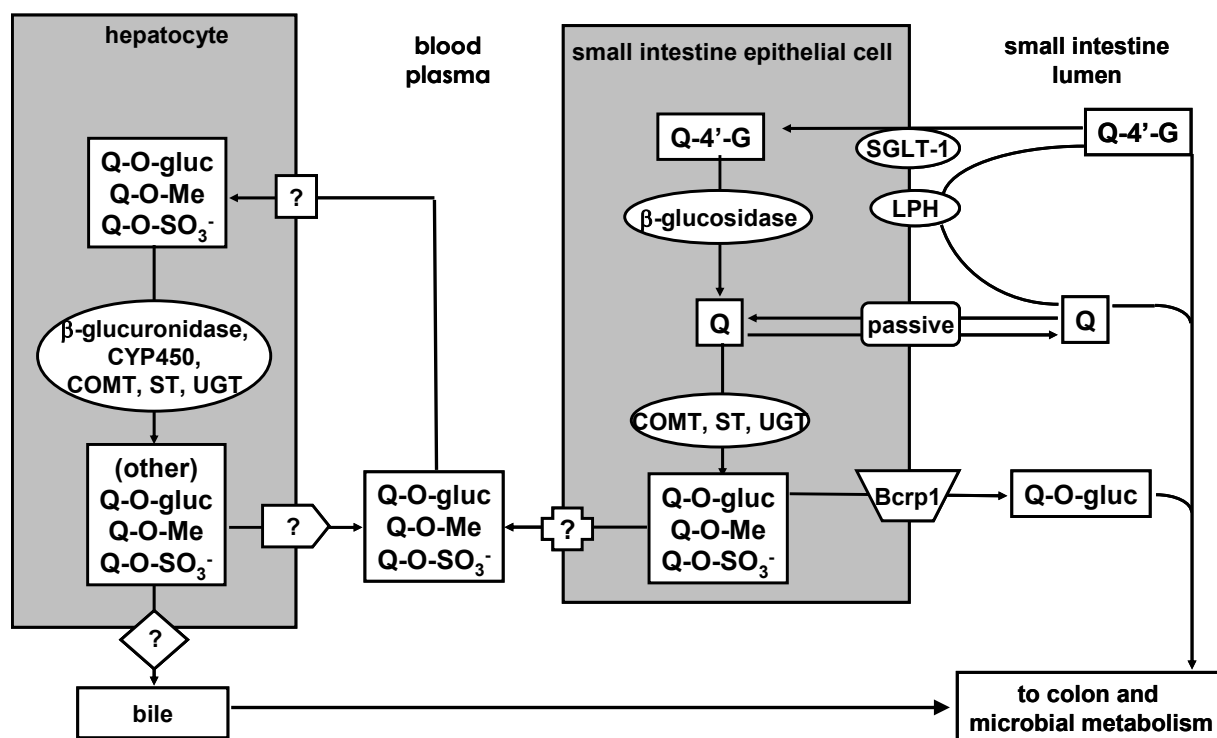 hepatocyte
blood
plasma
small intestine epithelial cell
small intestine
lumen
Q-O-gluc
Q-O-Me
Q-O-SO₃⁻
?
Q-4'-G
SGLT-1
Q-4'-G
β-glucosidase
LPH
β-glucuronidase,
CYP450,
COMT, ST, UGT
Q
passive
Q
COMT, ST, UGT
(other)
Q-O-gluc
Q-O-Me
Q-O-SO₃⁻
?
Q-O-gluc
Q-O-Me
Q-O-SO₃⁻
?
Q-O-gluc
Q-O-Me
Q-O-SO₃⁻
Bcrp1
Q-O-gluc
?
bile
to colon and
microbial metabolism